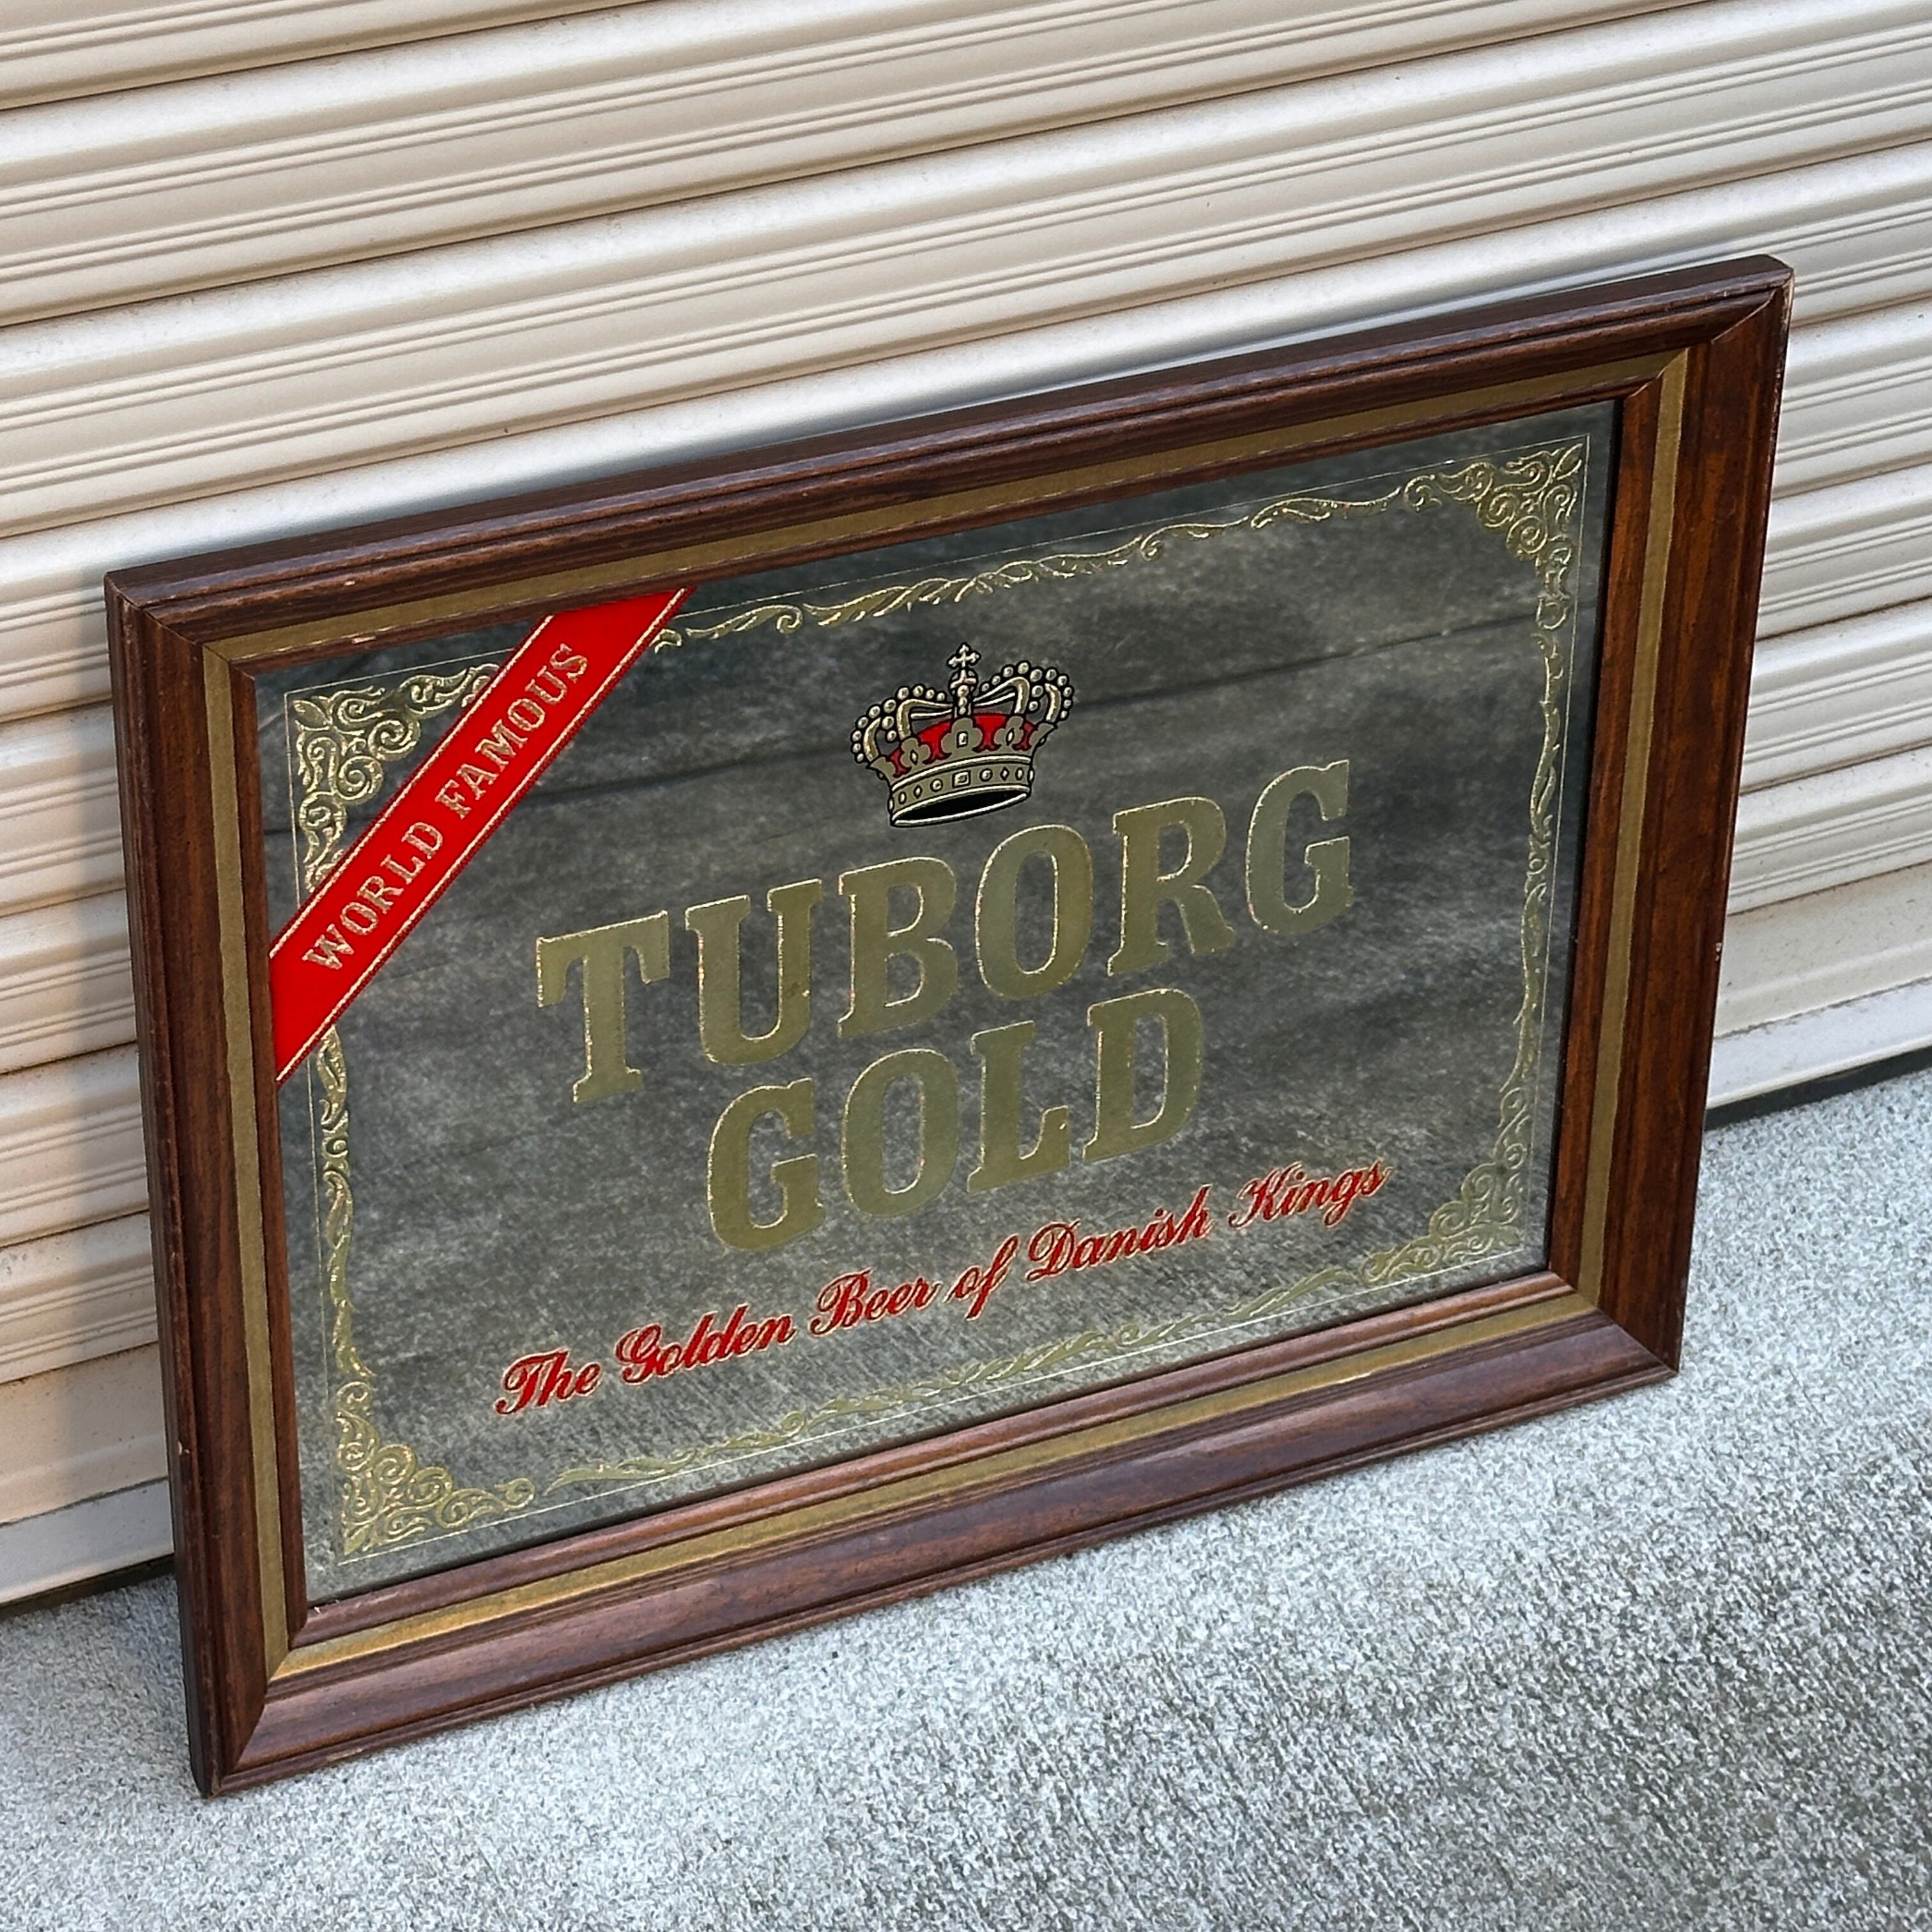 WORLD FAMOUS
TUBORG
GOLD
The Golden Beer of Danish Kings